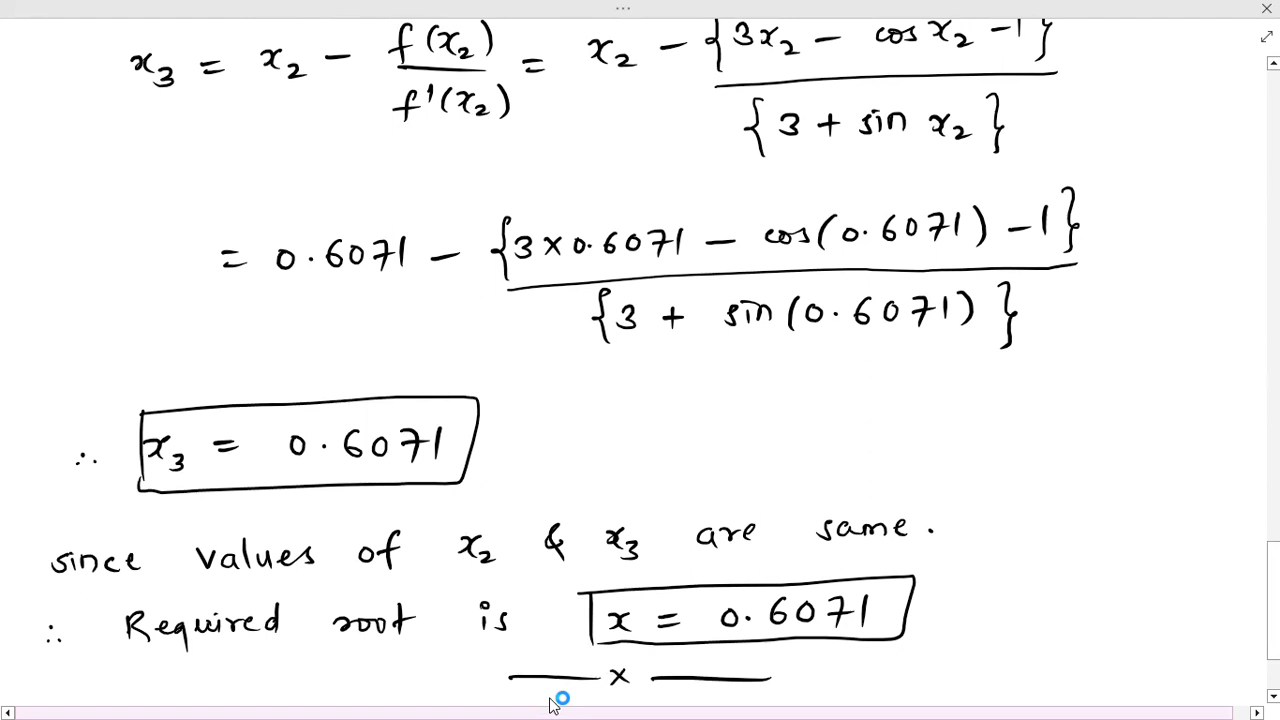 x₃ = x₂ - f(x₂)/f'(x₂) = x₂ - {3x₂ - cos x₂ -1}/{3 + sin x₂}
= 0.6071 - {3×0.6071 - cos(0.6071) -1}/{3 + sin(0.6071)}
∴ x₃ = 0.6071
since values of x₂ & x₃ are same.
∴ Required root is x = 0.6071
— × —